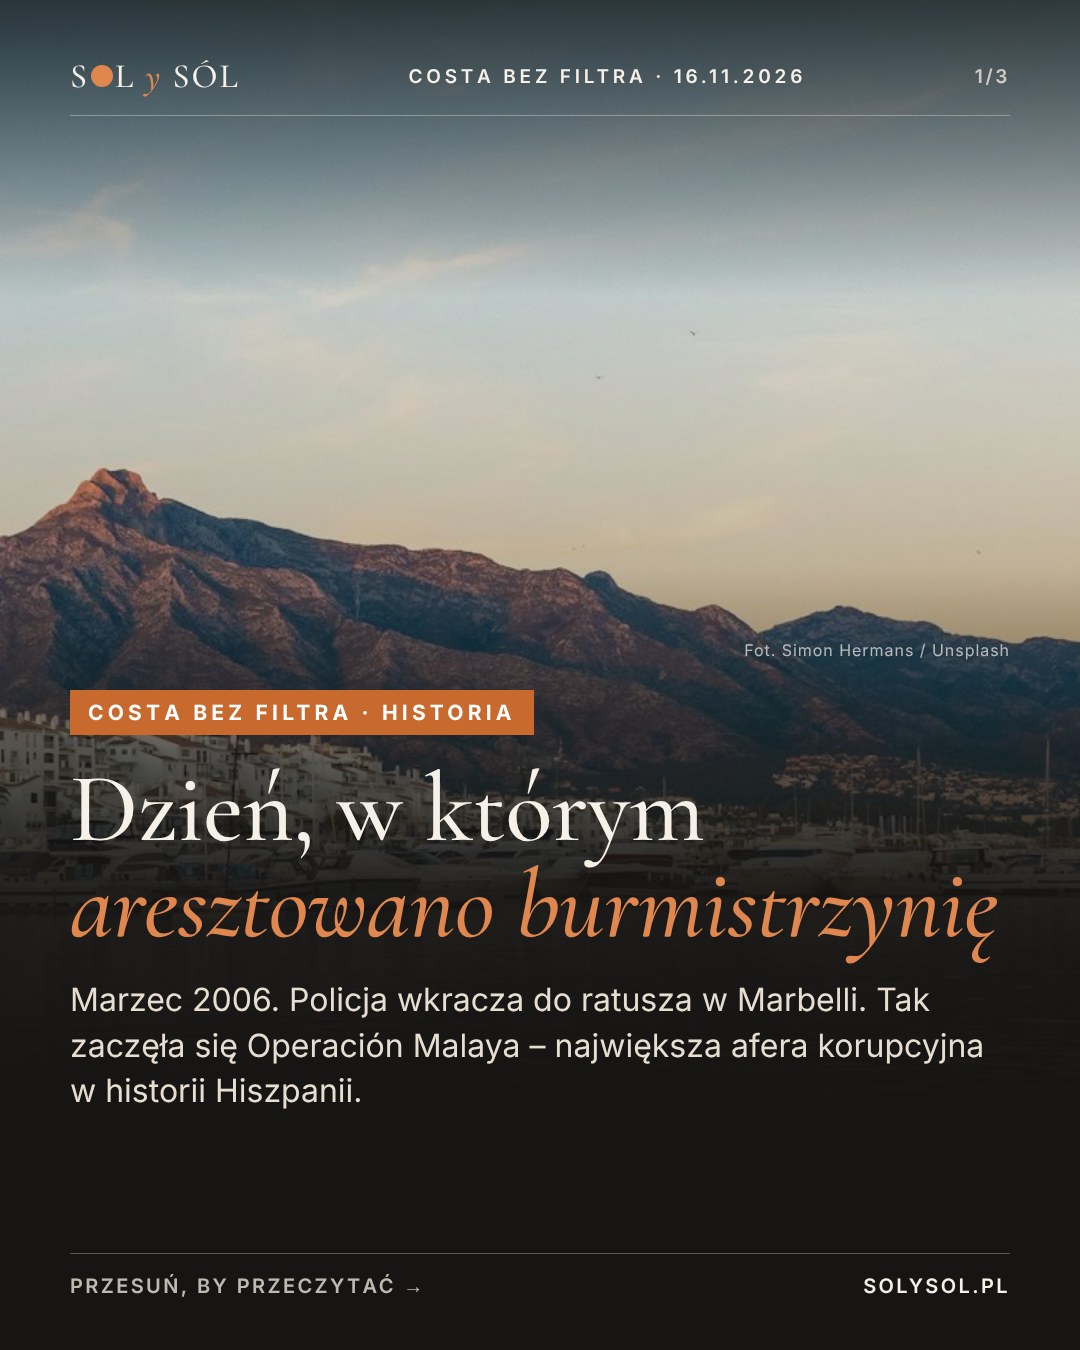 SOL y SÓL
COSTA BEZ FILTRA · 16.11.2026
1/3
Fot. Simon Hermans / Unsplash
COSTA BEZ FILTRA · HISTORIA
Dzień, w którym
aresztowano burmistrzynię
Marzec 2006. Policja wkracza do ratusza w Marbelli. Tak
zaczęła się Operación Malaya – największa afera korupcyjna
w historii Hiszpanii.
PRZESUŃ, BY PRZECZYTAĆ →
SOLYSOL.PL